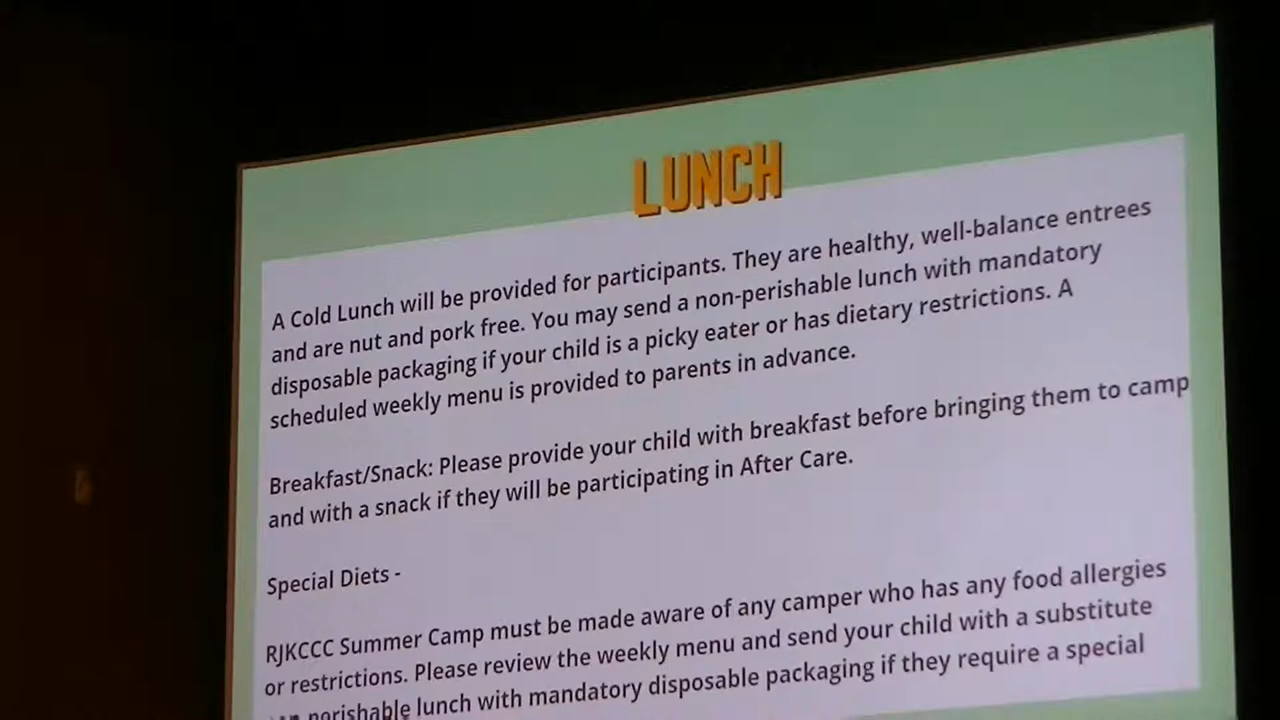 LUNCH
A Cold Lunch will be provided for participants. They are healthy, well-balance entrees
and are nut and pork free. You may send a non-perishable lunch with mandatory
disposable packaging if your child is a picky eater or has dietary restrictions. A
scheduled weekly menu is provided to parents in advance.
Breakfast/Snack: Please provide your child with breakfast before bringing them to camp
and with a snack if they will be participating in After Care.
Special Diets -
RJKCCC Summer Camp must be made aware of any camper who has any food allergies
or restrictions. Please review the weekly menu and send your child with a substitute
perishable lunch with mandatory disposable packaging if they require a special